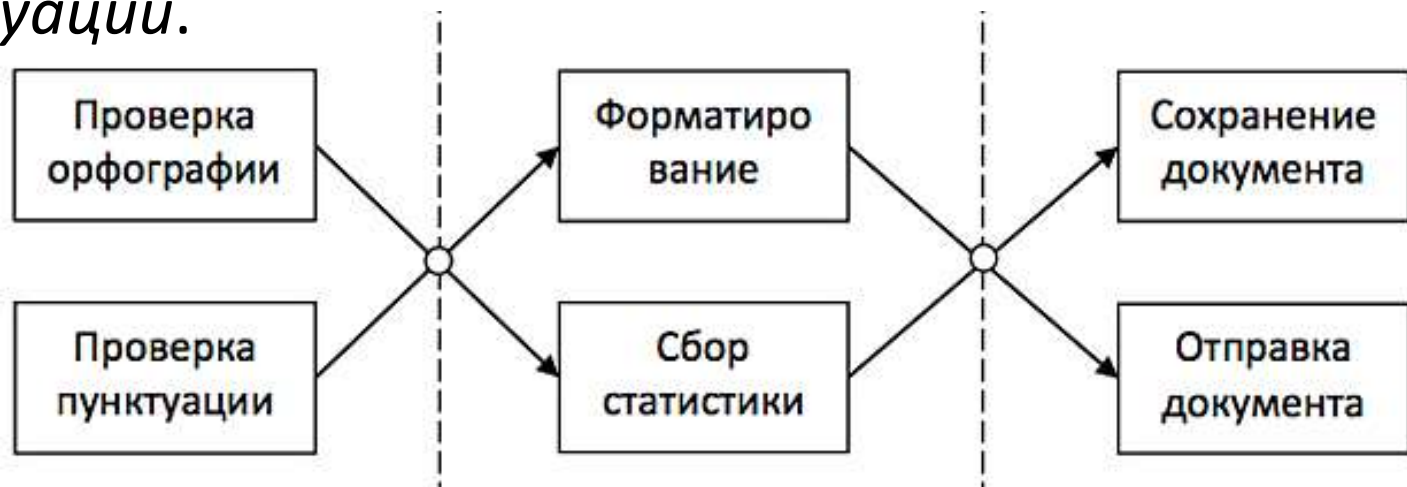 уации.
Проверка
орфографии
Форматиро
вание
Сохранение
документа
Проверка
пунктуации
Сбор
статистики
Отправка
документа